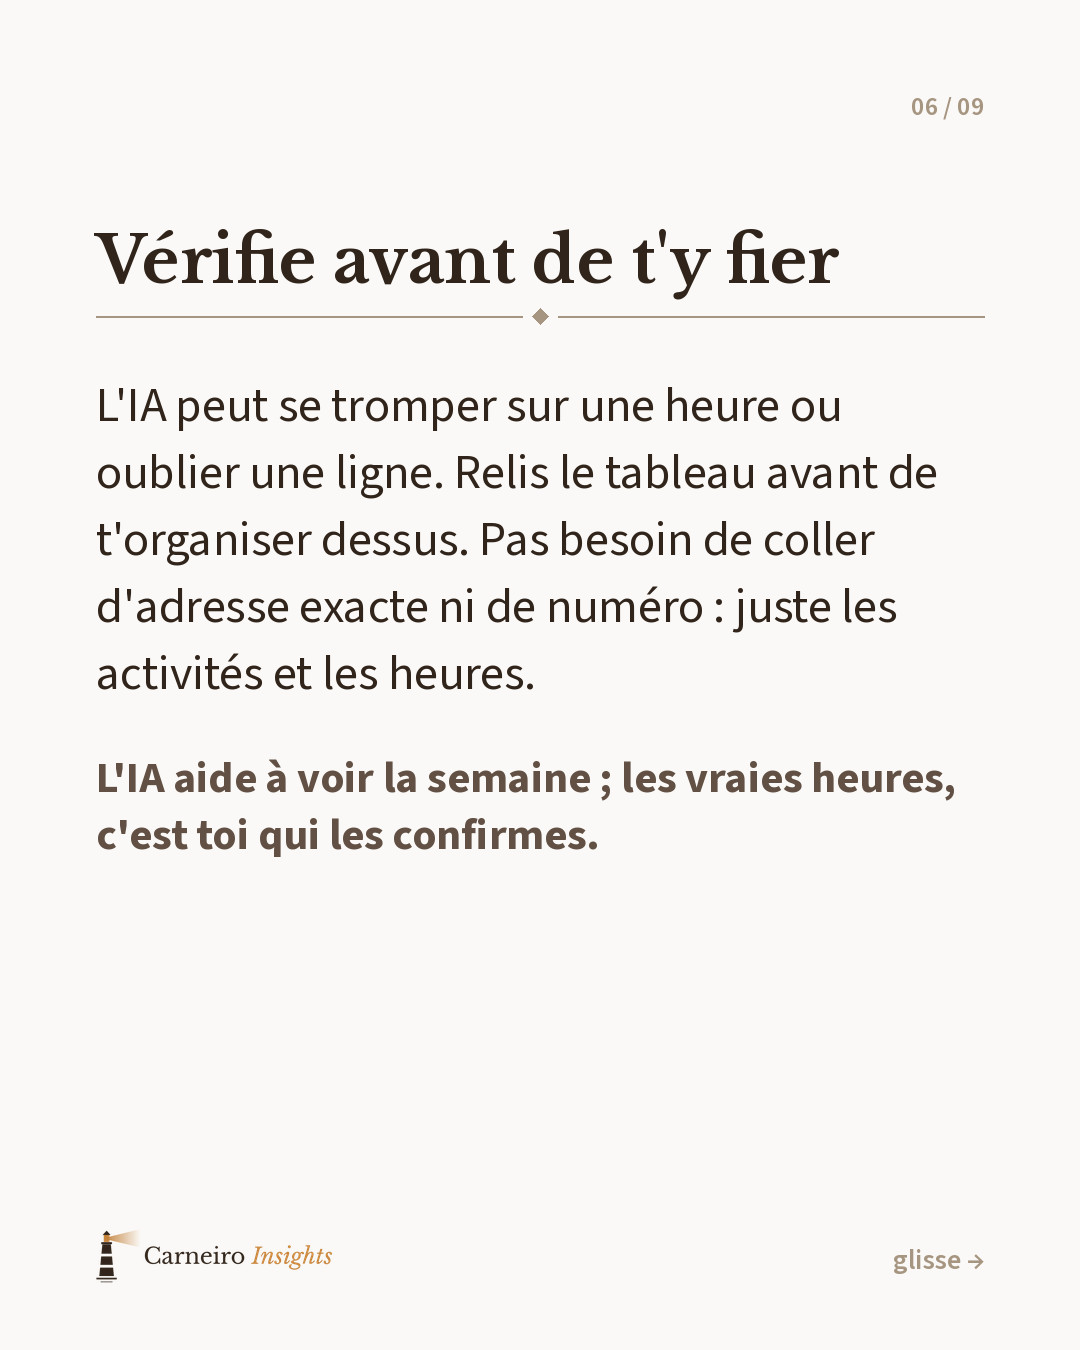 06 / 09
Vérifie avant de t'y fier
L'IA peut se tromper sur une heure ou
oublier une ligne. Relis le tableau avant de
t'organiser dessus. Pas besoin de coller
d'adresse exacte ni de numéro : juste les
activités et les heures.
L'IA aide à voir la semaine ; les vraies heures,
c'est toi qui les confirmes.
Carneiro Insights
glisse →